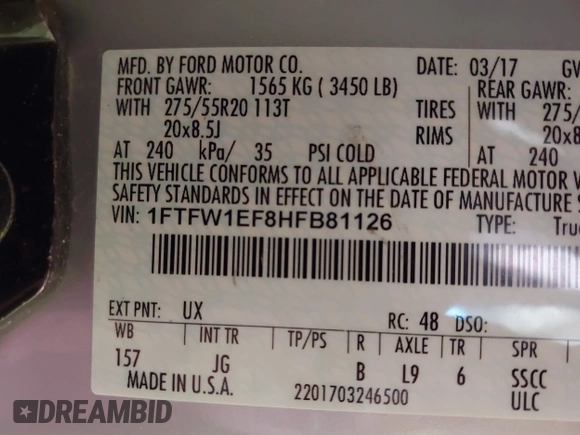 MFD. BY FORD MOTOR CO.
DATE: 03/17 GV
FRONT GAWR: 1565 KG ( 3450 LB)
REAR GAWR:
WITH 275/55R20 113T TIRES 275/
20x8.5J RIMS 20x8
AT 240 kPa/ 35 PSI COLD AT 240
THIS VEHICLE CONFORMS TO ALL APPLICABLE FEDERAL MOTOR V
SAFETY STANDARDS IN EFFECT ON THE DATE OF MANUFACTURE S
VIN: 1FTFW1EF8HFB81126 TYPE: Truc
EXT PNT: UX RC: 48 DSO:
WB INT TR TP/PS R AXLE TR SPR
157 JG B L9 6 SSCC
MADE IN U.S.A. 2201703246500 ULC
DREAMBID